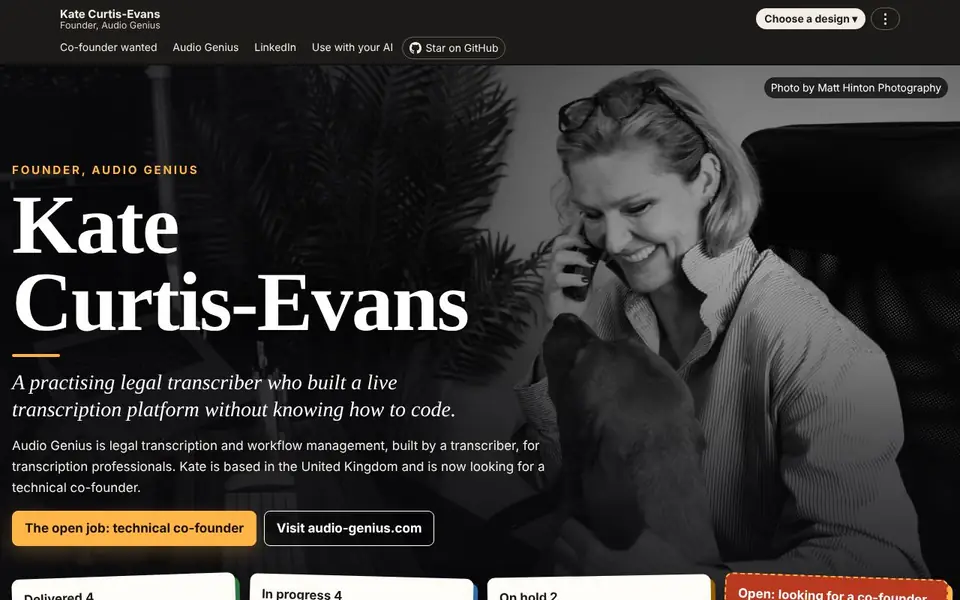 Kate Curtis-Evans
Founder, Audio Genius
Choose a design ▾
Co-founder wanted
Audio Genius
LinkedIn
Use with your AI
Star on GitHub
Photo by Matt Hinton Photography
FOUNDER, AUDIO GENIUS
Kate
Curtis-Evans
A practising legal transcriber who built a live
transcription platform without knowing how to code.
Audio Genius is legal transcription and workflow management, built by a transcriber, for
transcription professionals. Kate is based in the United Kingdom and is now looking for a
technical co-founder.
The open job: technical co-founder
Visit audio-genius.com
Delivered 4
In progress 4
On hold 2
Open: looking for a co-founder